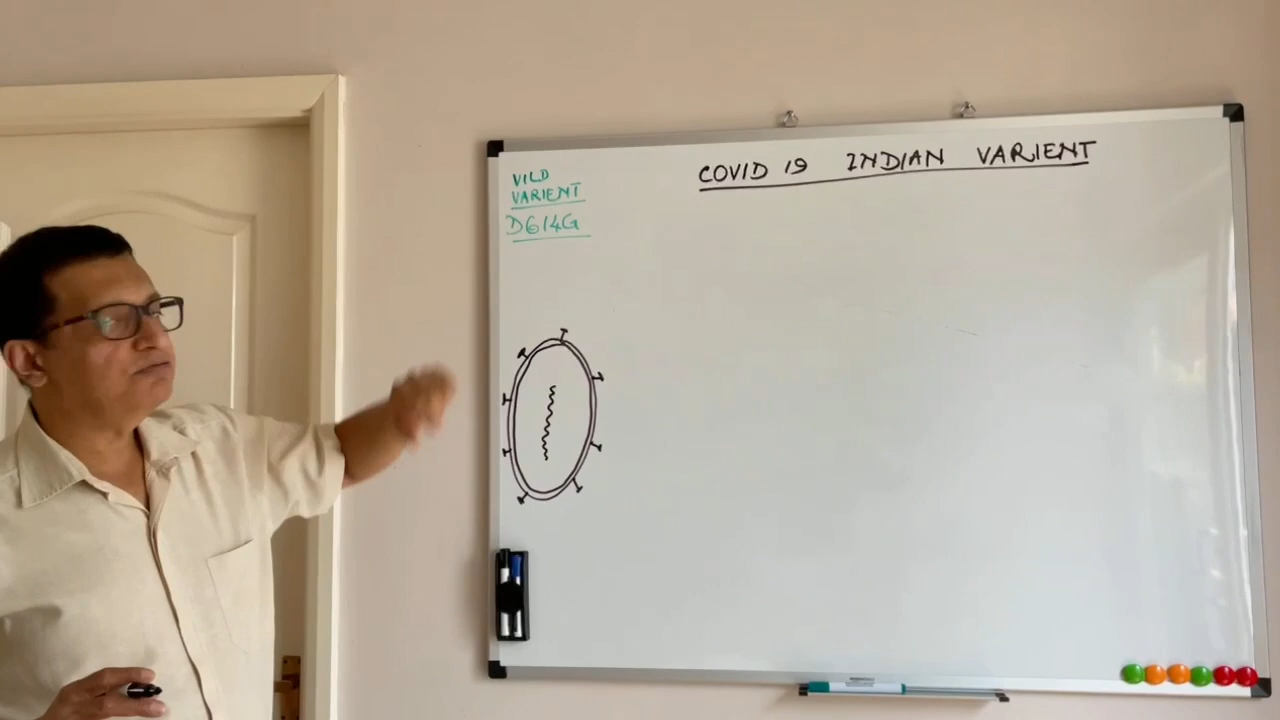 COVID 19 INDIAN VARIENT
VILD
VARIENT
D614G